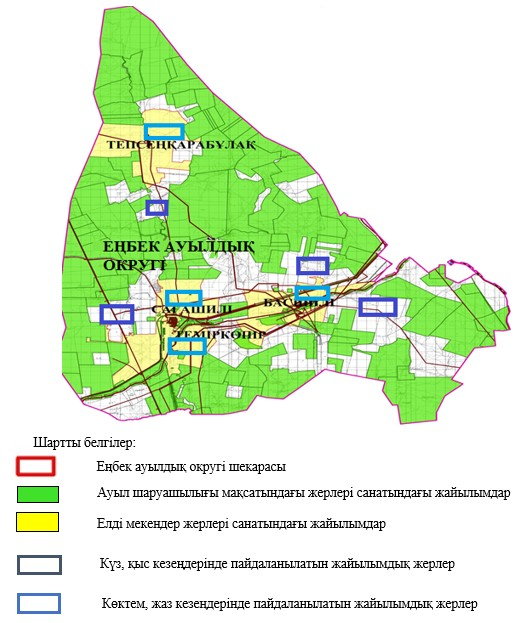 ТЕПСЕҢҚАРАБҰЛАҚ
ЕҢБЕК АУЫЛДЫҚ
ОКРУГІ
БАСШИЛІ
ТЕМІРКӨПІР
Шартты белгілер:
Еңбек ауылдық округі шекарасы
Ауыл шаруашылығы мақсатындағы жерлері санатындағы жайылымдар
Елді мекендер жерлері санатындағы жайылымдар
Күз, қыс кезеңдерінде пайдаланылатын жайылымдық жерлер
Көктем, жаз кезеңдерінде пайдаланылатын жайылымдық жерлер